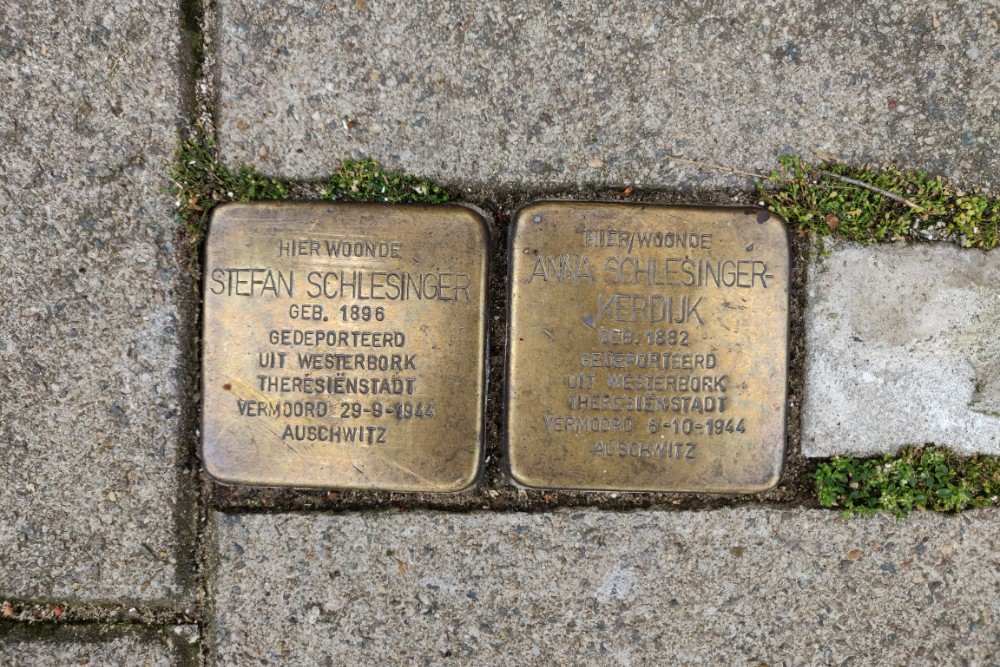 HIER WOONDE
STEFAN SCHLESINGER
GEB. 1896
GEDEPORTEERD
UIT WESTERBORK
THERESIËNSTADT
VERMOORD 29-9-1944
AUSCHWITZ
HIER WOONDE
ANNA SCHLESINGER-
KERDIJK
GEB. 1882
GEDEPORTEERD
UIT WESTERBORK
THERESIËNSTADT
VERMOORD 6-10-1944
AUSCHWITZ